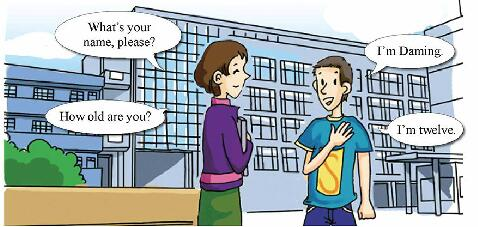 What's your
name, please?
I'm Daming.
How old are you?
I'm twelve.